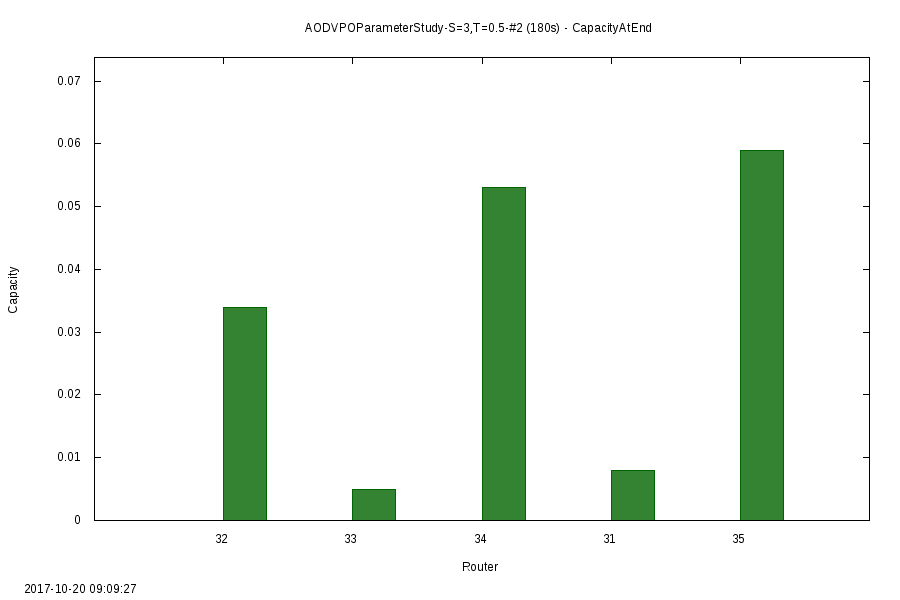 AODVPOParameterStudy-S=3,T=0.5-#2 (180s) - CapacityAtEnd
0.07
0.06
0.05
0.04
0.03
0.02
0.01
0
Capacity
32 33 34 31 35
Router
2017-10-20 09:09:27